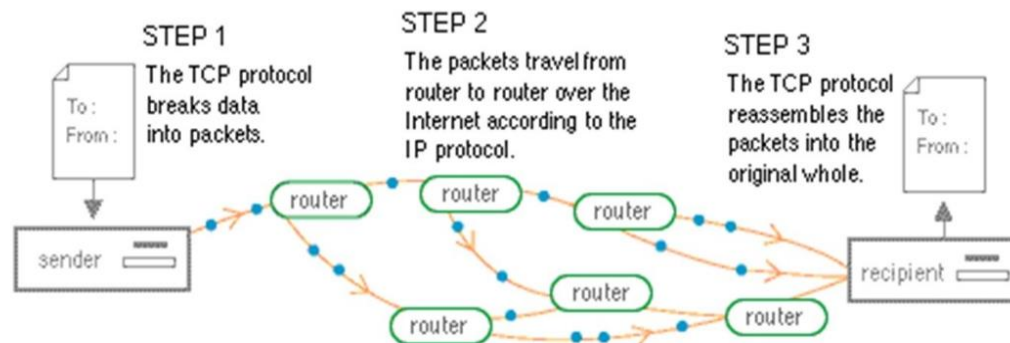 STEP 1
The TCP protocol
breaks data
into packets.
STEP 2
The packets travel from
router to router over the
Internet according to the
IP protocol.
STEP 3
The TCP protocol
reassembles the
packets into the
original whole.
To :
From :
To :
From :
sender
router
router
router
router
router
router
recipient